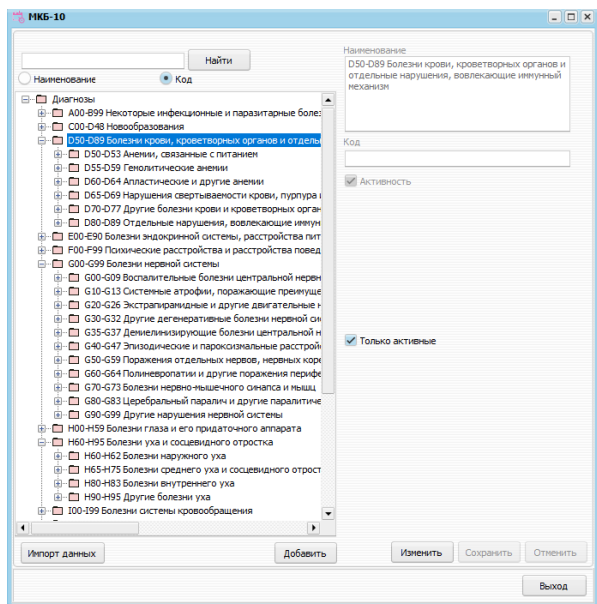 МКБ-10
Найти
Наименование
Код
Диагнозы
A00-B99 Некоторые инфекционные и паразитарные болез
C00-D48 Новообразования
D50-D89 Болезни крови, кроветворных органов и отдель
D50-D53 Анемии, связанные с питанием
D55-D59 Гемолитические анемии
D60-D64 Апластические и другие анемии
D65-D69 Нарушения свертываемости крови, пурпура и
D70-D77 Другие болезни крови и кроветворных орган
D80-D89 Отдельные нарушения, вовлекающие иммун
E00-E90 Болезни эндокринной системы, расстройства пит
F00-F99 Психические расстройства и расстройства повед
G00-G99 Болезни нервной системы
G00-G09 Воспалительные болезни центральной нервн
G10-G13 Системные атрофии, поражающие преимуще
G20-G26 Экстрапирамидные и другие двигательные н
G30-G32 Другие дегенеративные болезни нервной си
G35-G37 Демиелинизирующие болезни центральной н
G40-G47 Эпизодические и пароксизмальные расстрой
G50-G59 Поражения отдельных нервов, нервных коре
G60-G64 Полиневропатии и другие поражения перифе
G70-G73 Болезни нервно-мышечного синапса и мышц
G80-G83 Церебральный паралич и другие паралитиче
G90-G99 Другие нарушения нервной системы
H00-H59 Болезни глаза и его придаточного аппарата
H60-H95 Болезни уха и сосцевидного отростка
H60-H62 Болезни наружного уха
H65-H75 Болезни среднего уха и сосцевидного отрост
H80-H83 Болезни внутреннего уха
H90-H95 Другие болезни уха
I00-I99 Болезни системы кровообращения
Импорт данных
Добавить
Наименование
D50-D89 Болезни крови, кроветворных органов и
отдельные нарушения, вовлекающие иммунный
механизм
Код
Активность
Только активные
Изменить
Сохранить
Отменить
Выход